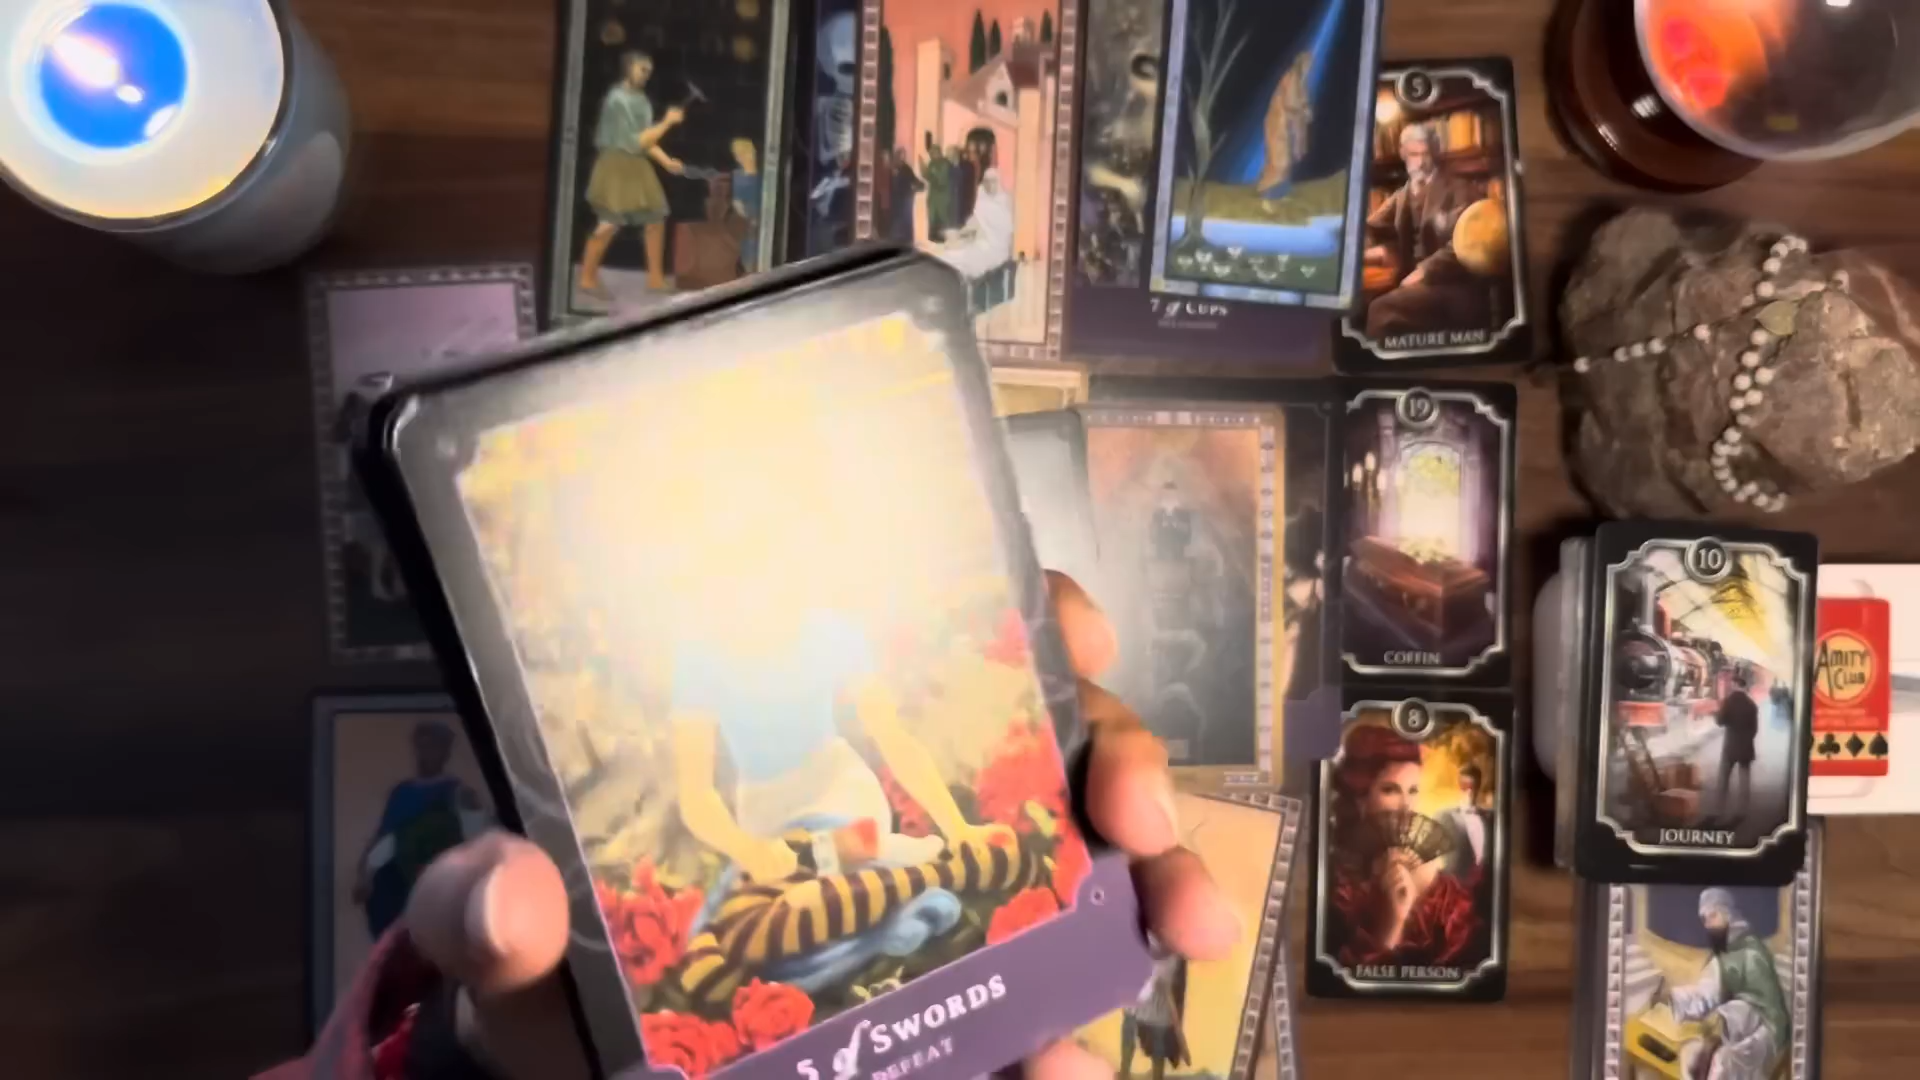 5
MATURE MAN
7 of CUPS
19
COFFIN
10
JOURNEY
AMITY
CLUB
8
FALSE PERSON
5 of SWORDS
DEFEAT